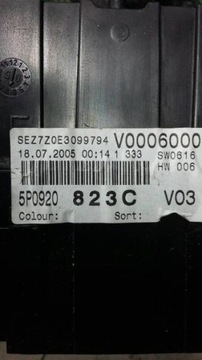 SEZ7Z0E3099794 V0006000
18.07.2005 00:14 1 333 SW0616
HW 006
5P0920 823C V03
Colour: Sort: